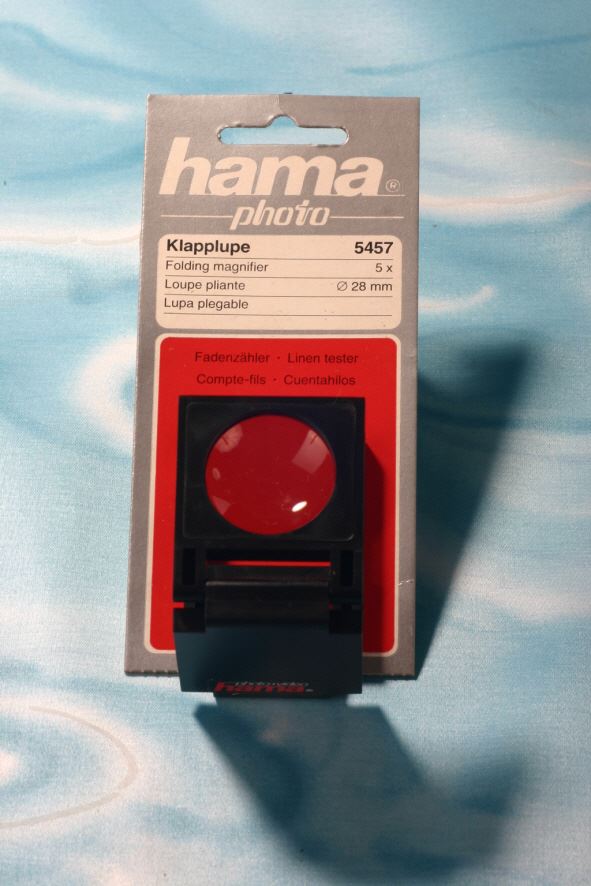 hama®
photo
Klapplupe 5457
Folding magnifier 5 x
Loupe pliante ∅ 28 mm
Lupa plegable
Fadenzähler · Linen tester
Compte-fils · Cuentahilos
hama